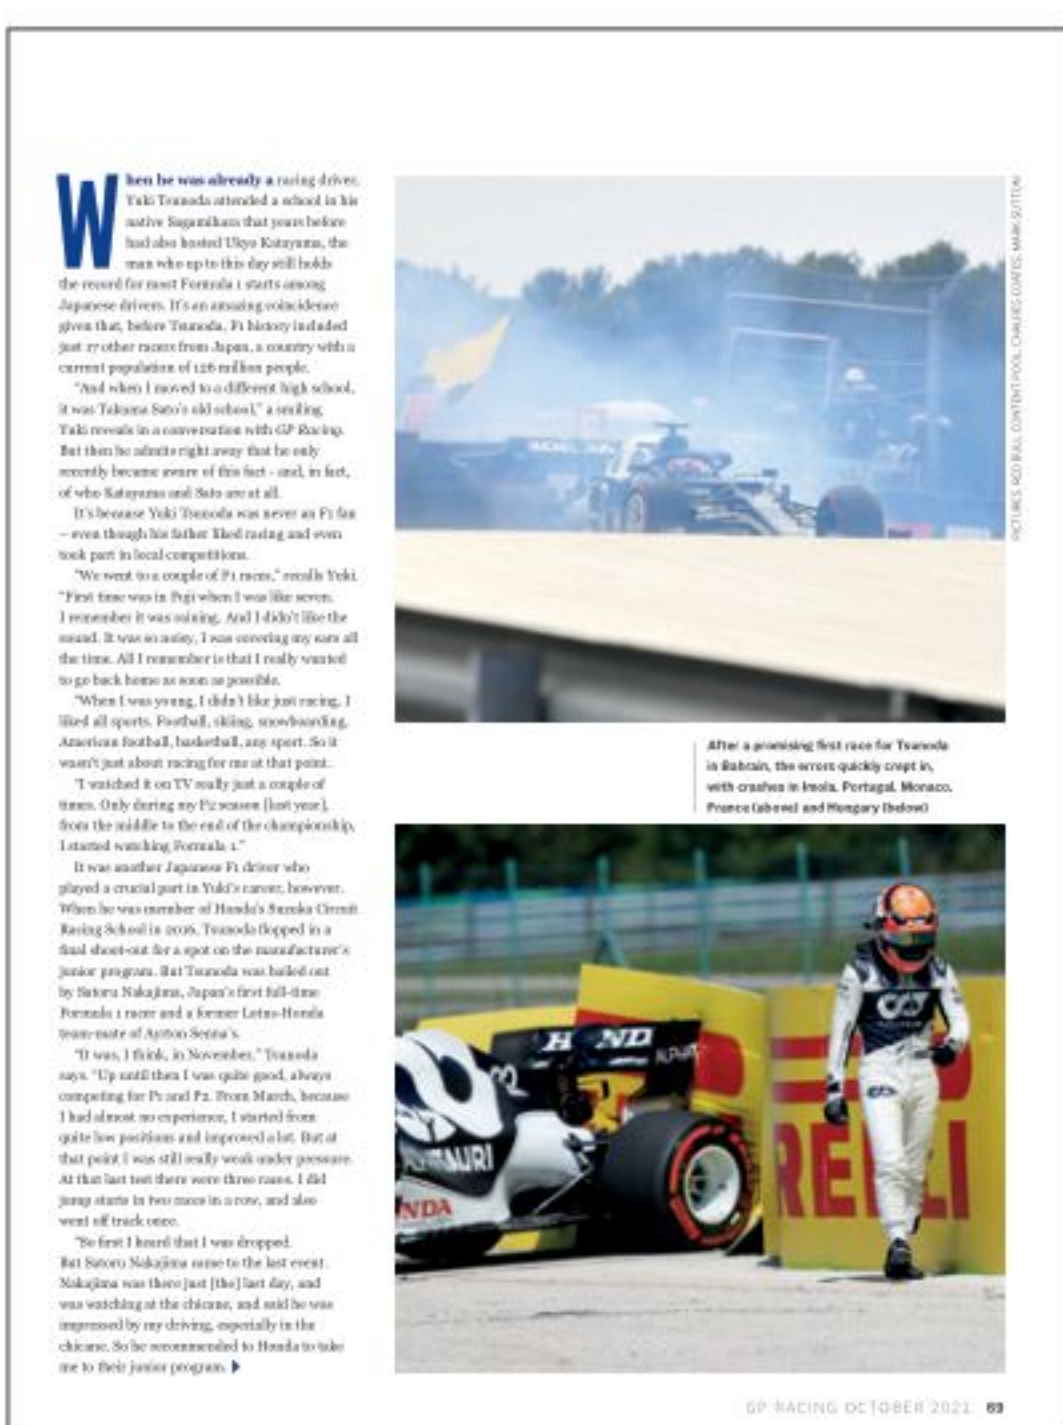 When he was already a racing driver,
Yuki Tsunoda attended a school in his
native Sagamihara that years before
had also hosted Ukyo Katayama, the
man who up to this day still holds
the record for most Formula 1 starts among
Japanese drivers. It's an amazing coincidence
given that, before Tsunoda, F1 history included
just 17 other racers from Japan, a country with a
current population of 126 million people.
"And when I moved to a different high school,
it was Takuma Sato's old school," a smiling
Yuki reveals in a conversation with GP Racing.
But then he admits right away that he only
recently became aware of this fact - and, in fact,
of who Katayama and Sato are at all.
It's because Yuki Tsunoda was never an F1 fan
– even though his father liked racing and even
took part in local competitions.
"We went to a couple of F1 races," recalls Yuki.
"First time was in Fuji when I was like seven.
I remember it was raining. And I didn't like the
sound. It was so noisy, I was covering my ears all
the time. All I remember is that I really wanted
to go back home as soon as possible.
"When I was young, I didn't like just racing, I
liked all sports. Football, skiing, snowboarding,
American football, basketball, any sport. So it
wasn't just about racing for me at that point.
"I watched it on TV really just a couple of
times. Only during my F2 season [last year],
from the middle to the end of the championship,
I started watching Formula 1."
It was another Japanese F1 driver who
played a crucial part in Yuki's career, however.
When he was member of Honda's Suzuka Circuit
Racing School in 2016, Tsunoda flopped in a
final shoot-out for a spot on the manufacturer's
junior program. But Tsunoda was bailed out
by Satoru Nakajima, Japan's first full-time
Formula 1 racer and a former Lotus-Honda
team-mate of Ayrton Senna's.
"It was, I think, in November," Tsunoda
says. "Up until then I was quite good, always
competing for P1 and P2. From March, because
I had almost no experience, I started from
quite low positions and improved a lot. But at
that point I was still really weak under pressure.
At that last test there were three races. I did
jump starts in two races in a row, and also
went off track once.
"So first I heard that I was dropped.
But Satoru Nakajima came to the last event.
Nakajima was there just [the] last day, and
was watching at the chicane, and said he was
impressed by my driving, especially in the
chicane. So he recommended to Honda to take
me to their junior program.
PICTURES: RED BULL CONTENT POOL; CHARLES COATES; MARK SUTTON
After a promising first race for Tsunoda
in Bahrain, the errors quickly crept in,
with crashes in Imola, Portugal, Monaco,
France (above) and Hungary (below)
HONDA
ALPHATAURI
NDA
RELLI
GP RACING OCTOBER 2021 69